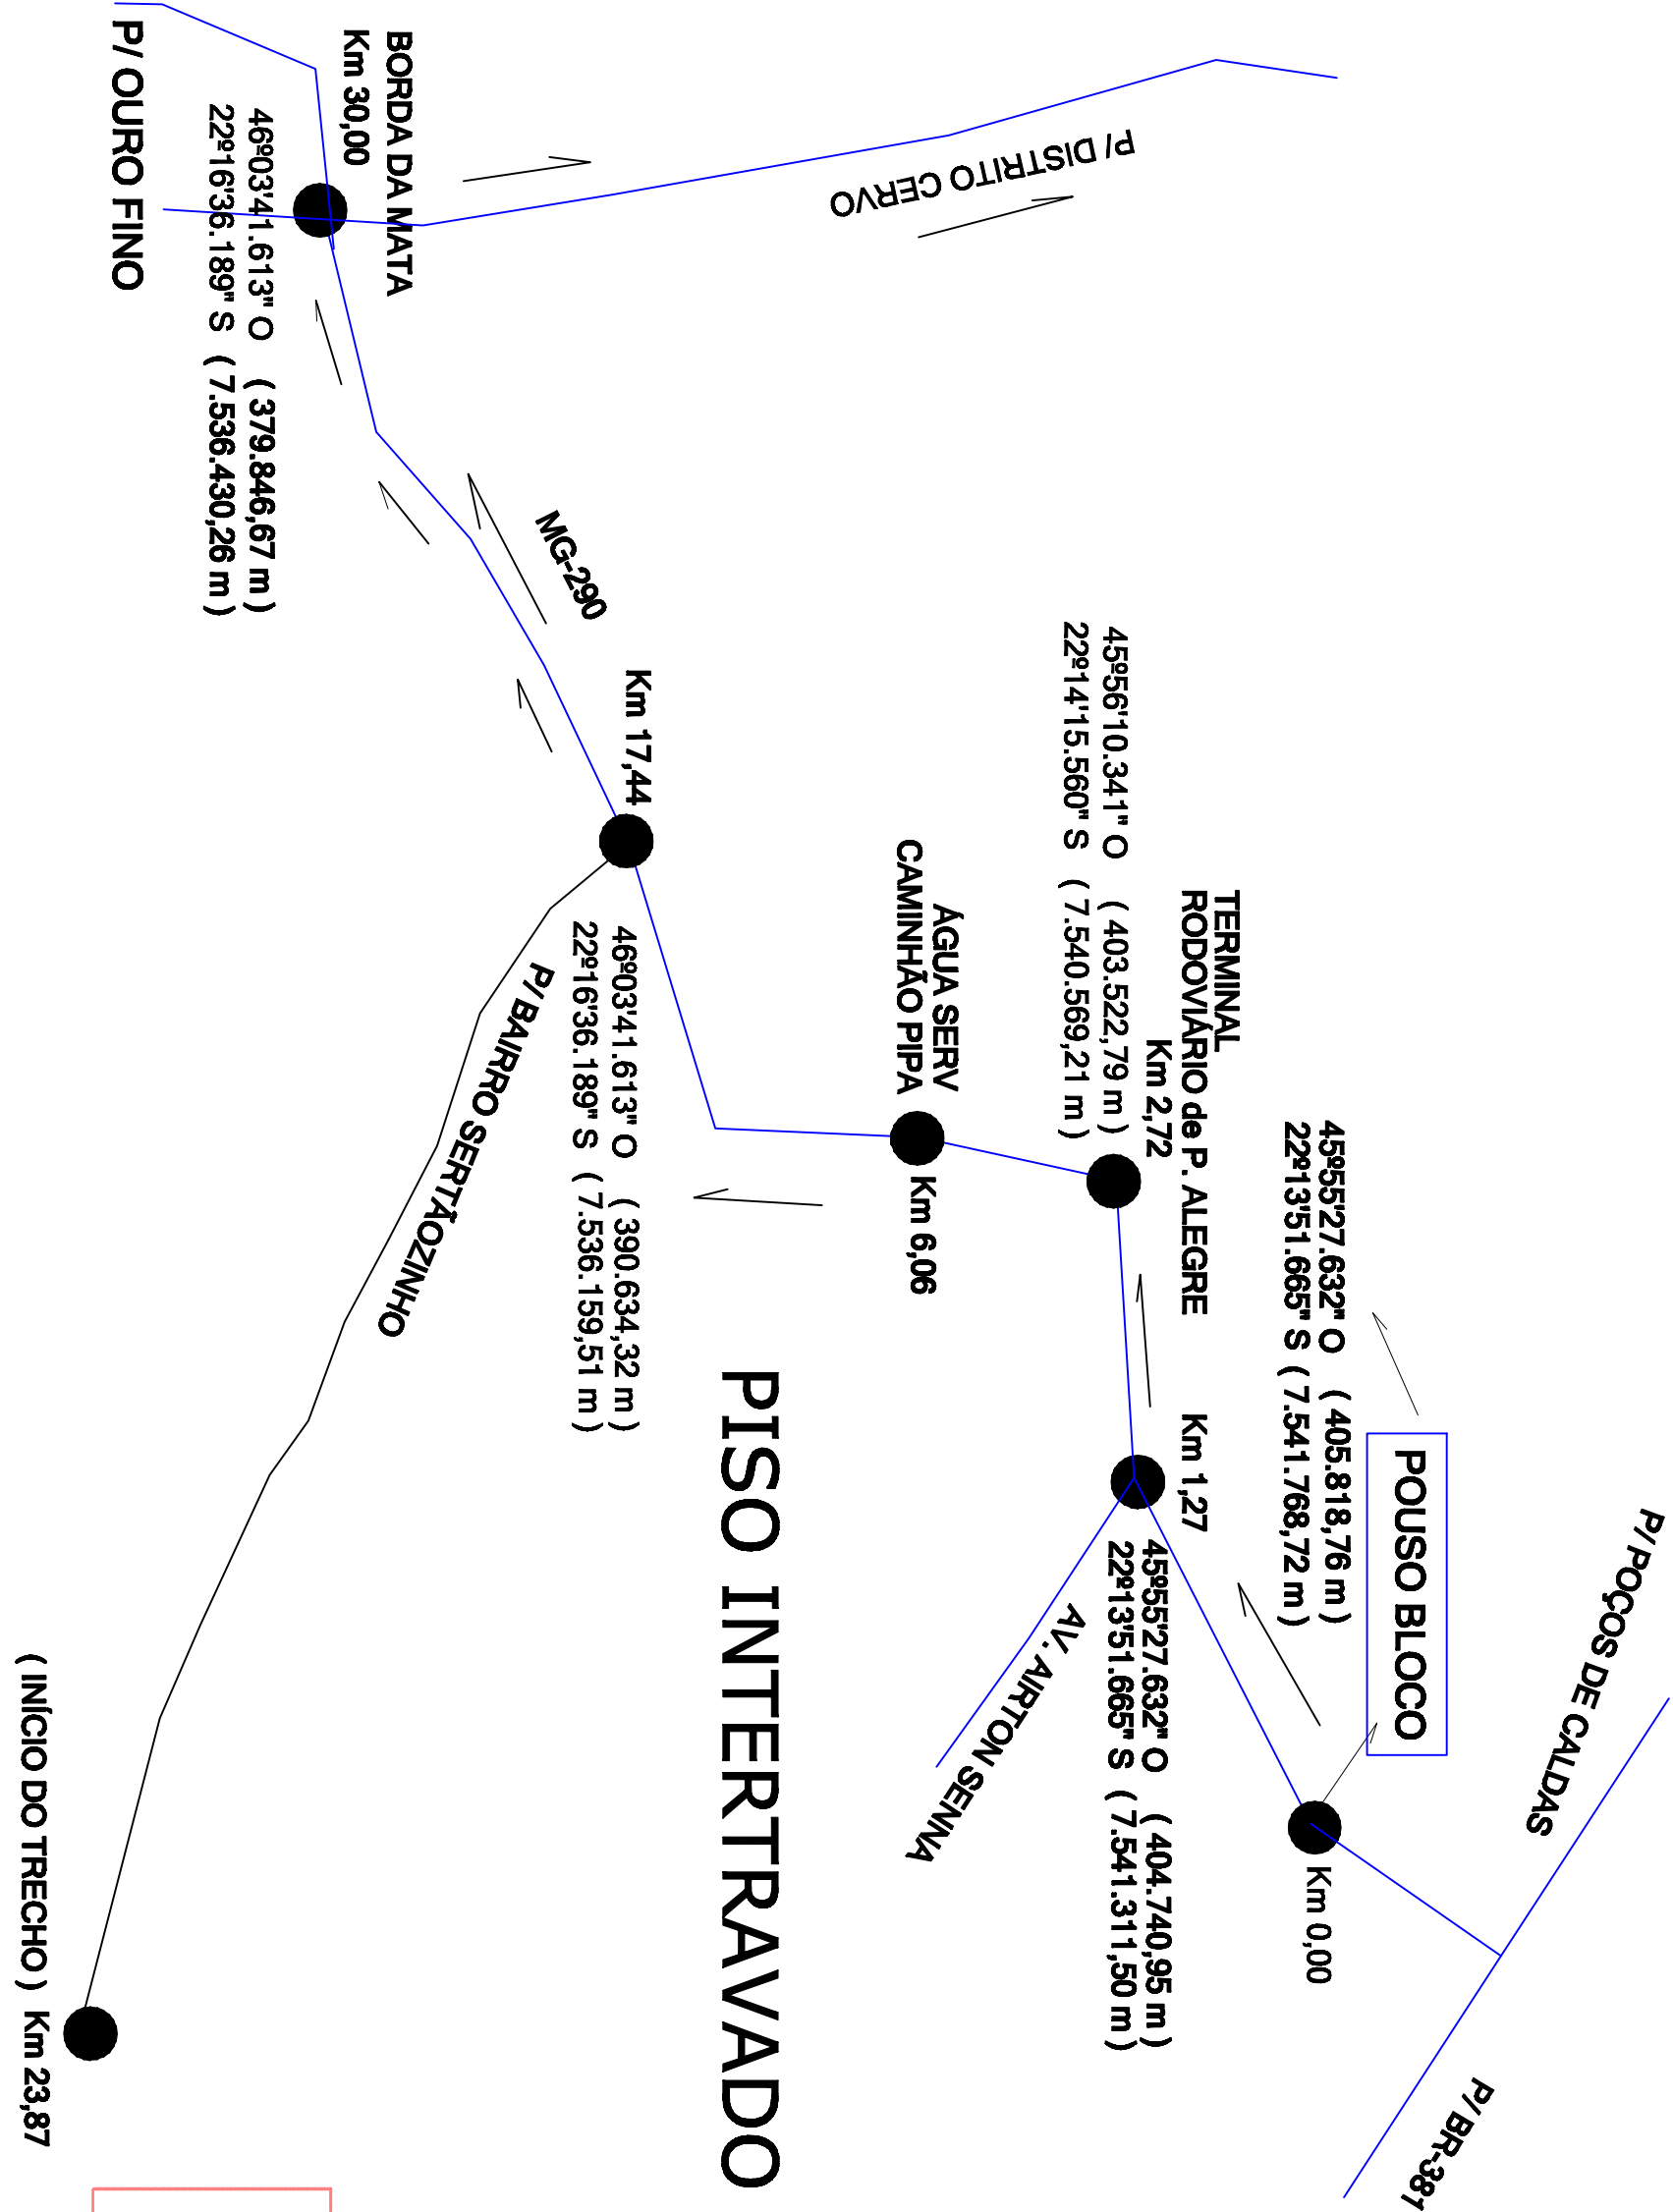 P/ POÇOS DE CALDAS
P/ BR-381
POUSO BLOCO
Km 0,00
45º55'27.632" O ( 405.818,76 m )
22º13'51.665" S ( 7.541.768,72 m )
Km 1,27
45º55'27.632" O ( 404.740,95 m )
22º13'51.665" S ( 7.541.311,50 m )
AV. AIRTON SENNA
TERMINAL
RODOVIÁRIO de P. ALEGRE
Km 2,72
45º56'10.341" O ( 403.522,79 m )
22º14'15.560" S ( 7.540.569,21 m )
P/ DISTRITO CERVO
ÁGUA SERV
CAMINHÃO PIPA
Km 6,06
PISO INTERTRAVADO
Km 17,44
46º03'41.613" O ( 390.634,32 m )
22º16'36.189" S ( 7.536.159,51 m )
MG-290
P/ BAIRRO SERTÃOZINHO
BORDA DA MATA
Km 30,00
46º03'41.613" O ( 379.846,67 m )
22º16'36.189" S ( 7.536.430,26 m )
P/ OURO FINO
( INÍCIO DO TRECHO ) Km 23,87